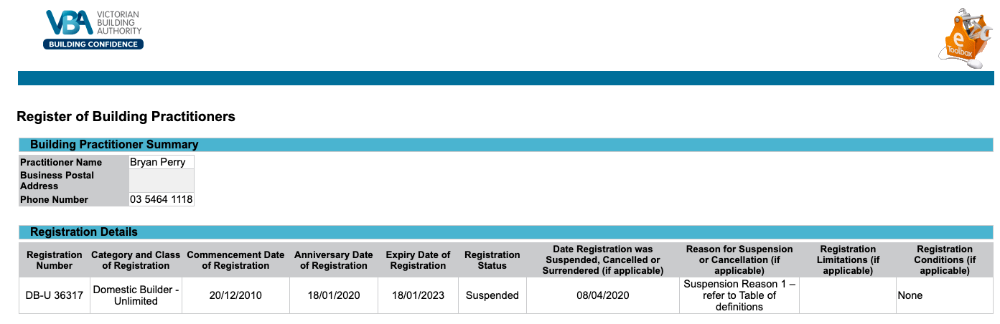 VBA
VICTORIAN
BUILDING
AUTHORITY
BUILDING CONFIDENCE
e
Toolbox
Register of Building Practitioners
Building Practitioner Summary
Practitioner Name Bryan Perry
Business Postal
Address
Phone Number 03 5464 1118
Registration Details
Registration Number Category and Class of Registration Commencement Date of Registration Anniversary Date of Registration Expiry Date of Registration Registration Status Date Registration was Suspended, Cancelled or Surrendered (if applicable) Reason for Suspension or Cancellation (if applicable) Registration Limitations (if applicable) Registration Conditions (if applicable)
DB-U 36317 Domestic Builder - Unlimited 20/12/2010 18/01/2020 18/01/2023 Suspended 08/04/2020 Suspension Reason 1 – refer to Table of definitions None